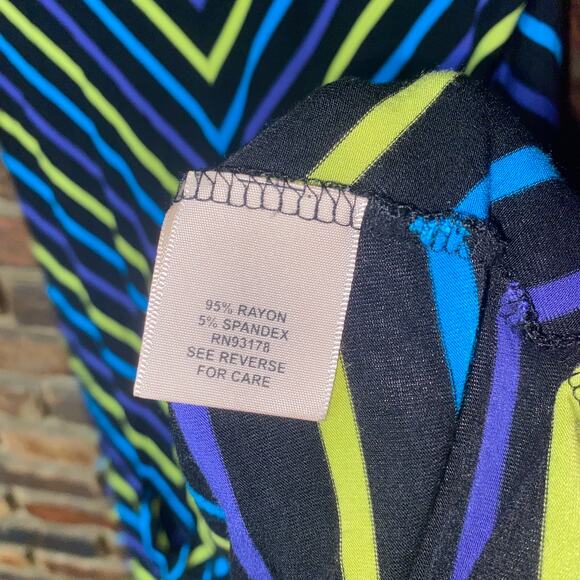 95% RAYON
5% SPANDEX
RN93178
SEE REVERSE
FOR CARE